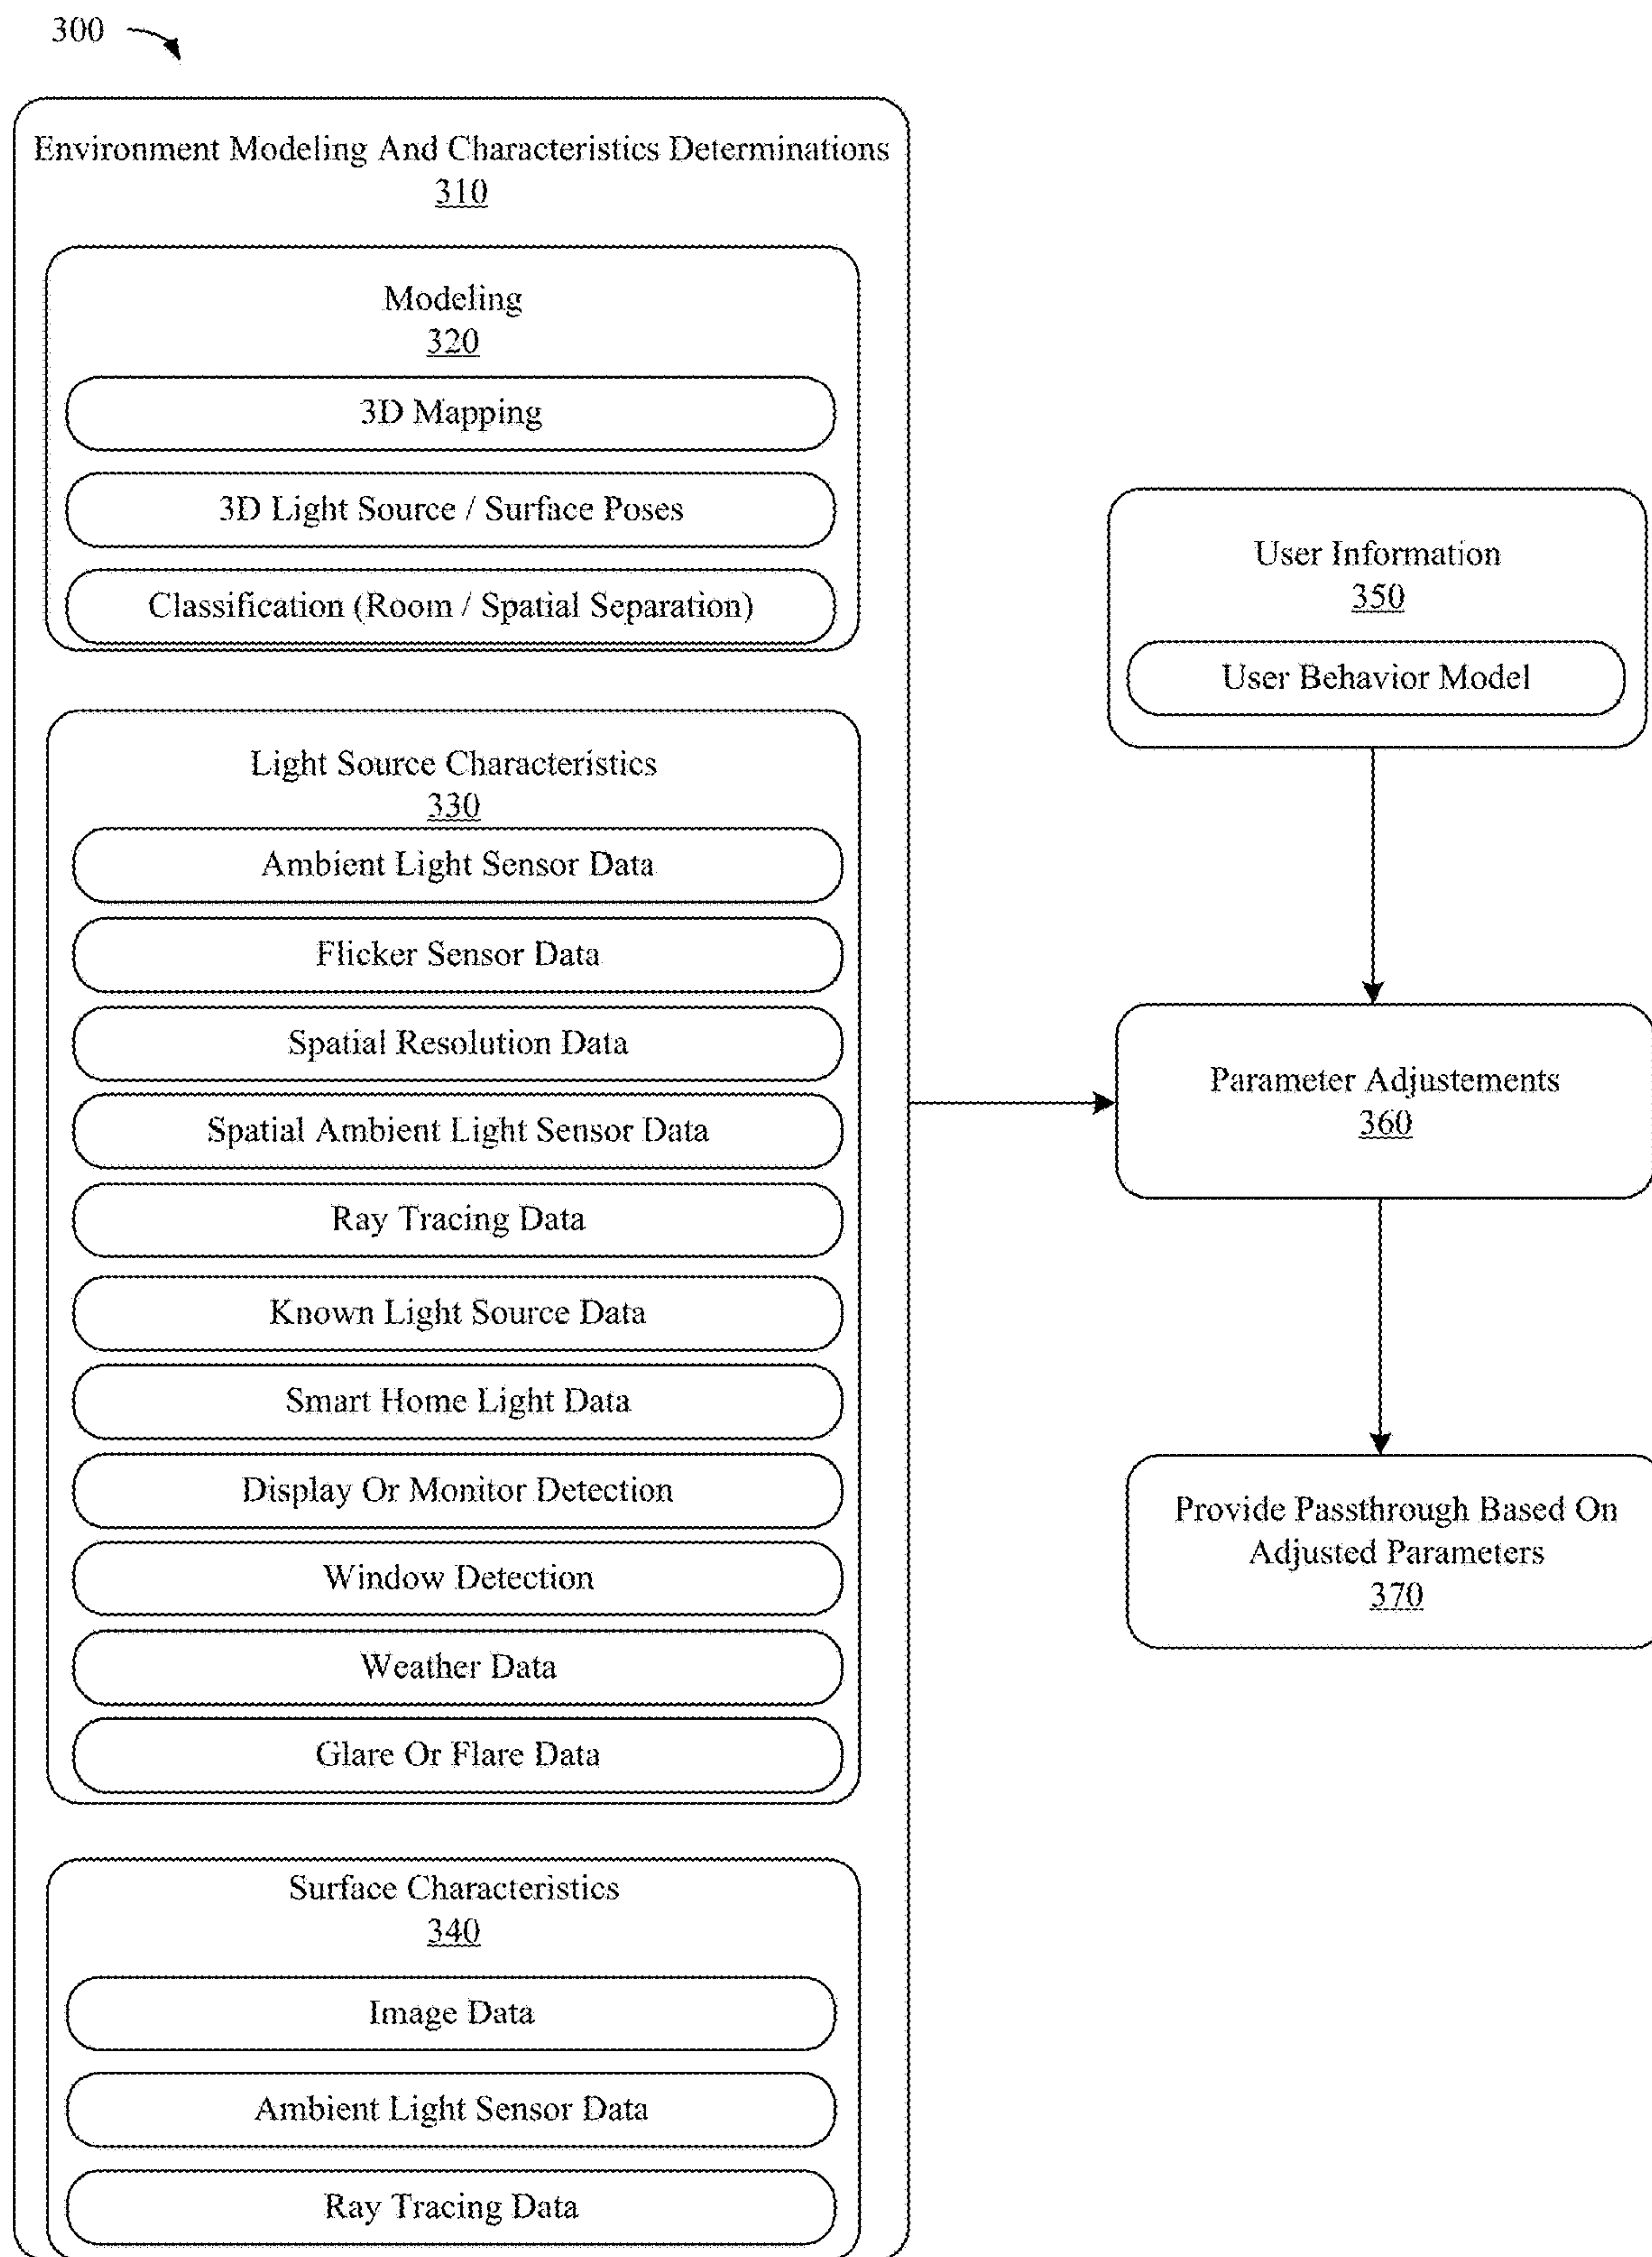 300
Environment Modeling And Characteristics Determinations
310
Modeling
320
3D Mapping
3D Light Source / Surface Poses
Classification (Room / Spatial Separation)
Light Source Characteristics
330
Ambient Light Sensor Data
Flicker Sensor Data
Spatial Resolution Data
Spatial Ambient Light Sensor Data
Ray Tracing Data
Known Light Source Data
Smart Home Light Data
Display Or Monitor Detection
Window Detection
Weather Data
Glare Or Flare Data
Surface Characteristics
340
Image Data
Ambient Light Sensor Data
Ray Tracing Data
User Information
350
User Behavior Model
Parameter Adjustements
360
Provide Passthrough Based On
Adjusted Parameters
370